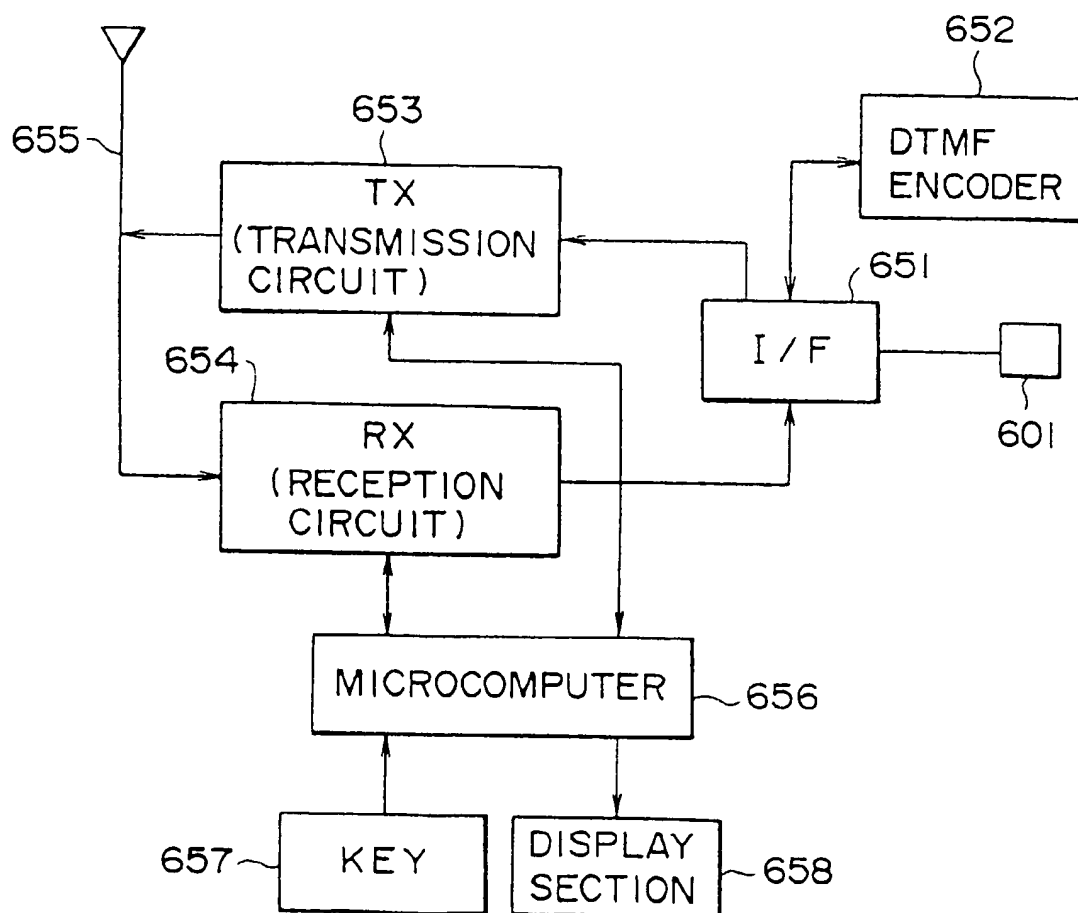 652
653
655
DTMF
ENCODER
TX
(TRANSMISSION
CIRCUIT)
651
I/F
654
601
RX
(RECEPTION
CIRCUIT)
MICROCOMPUTER
656
657
KEY
DISPLAY
SECTION
658